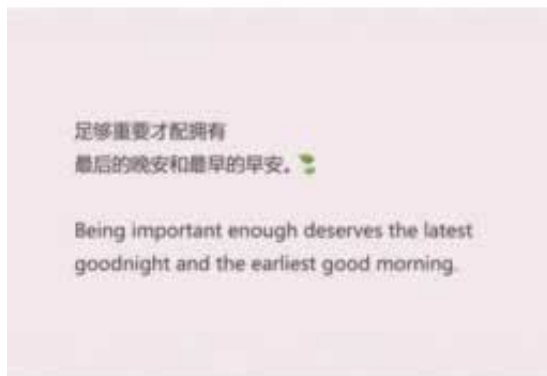 足够重要才配拥有
最后的晚安和最早的早安。🌱
Being important enough deserves the latest
goodnight and the earliest good morning.